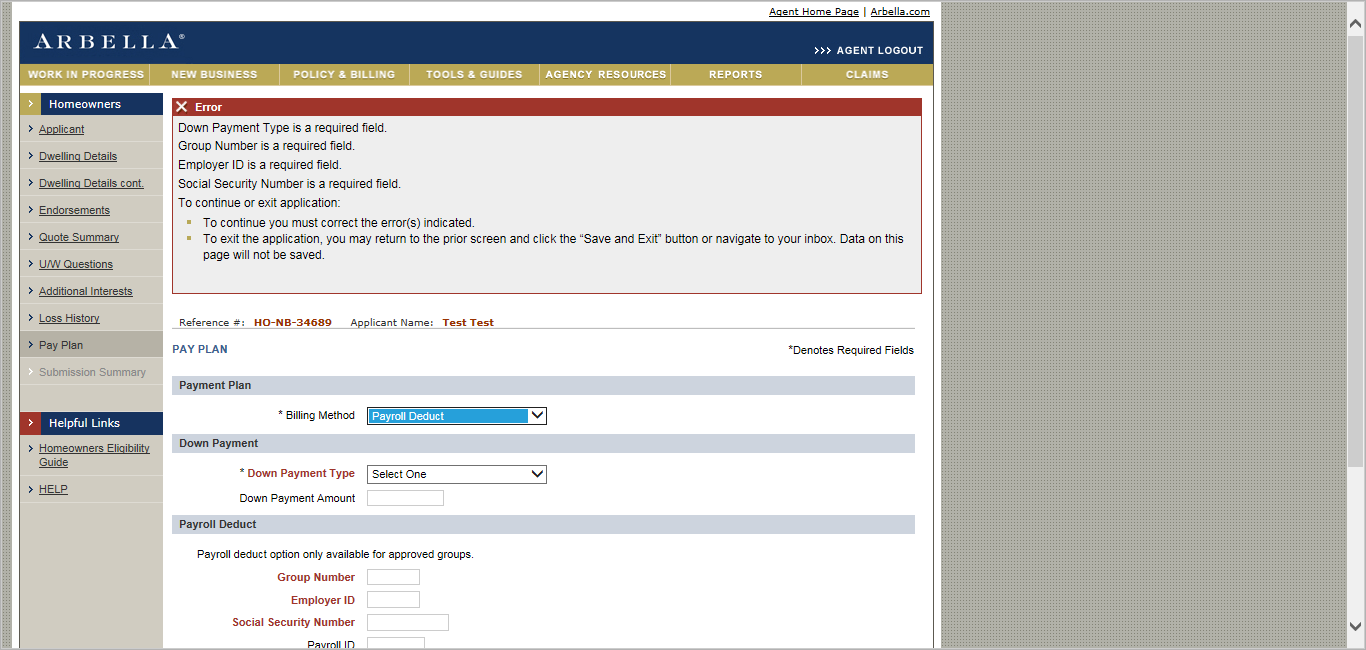 Agent Home Page | Arbella.com
ARBELLA®
>>> AGENT LOGOUT
WORK IN PROGRESS NEW BUSINESS POLICY & BILLING TOOLS & GUIDES AGENCY RESOURCES REPORTS CLAIMS
Homeowners
Applicant
Dwelling Details
Dwelling Details cont.
Endorsements
Quote Summary
U/W Questions
Additional Interests
Loss History
Pay Plan
Submission Summary
Helpful Links
Homeowners Eligibility
Guide
HELP
Error
Down Payment Type is a required field.
Group Number is a required field.
Employer ID is a required field.
Social Security Number is a required field.
To continue or exit application:
To continue you must correct the error(s) indicated.
To exit the application, you may return to the prior screen and click the “Save and Exit” button or navigate to your inbox. Data on this
page will not be saved.
Reference #: HO-NB-34689 Applicant Name: Test Test
PAY PLAN
*Denotes Required Fields
Payment Plan
* Billing Method Payroll Deduct
Down Payment
* Down Payment Type Select One
Down Payment Amount
Payroll Deduct
Payroll deduct option only available for approved groups.
Group Number
Employer ID
Social Security Number
Payroll ID